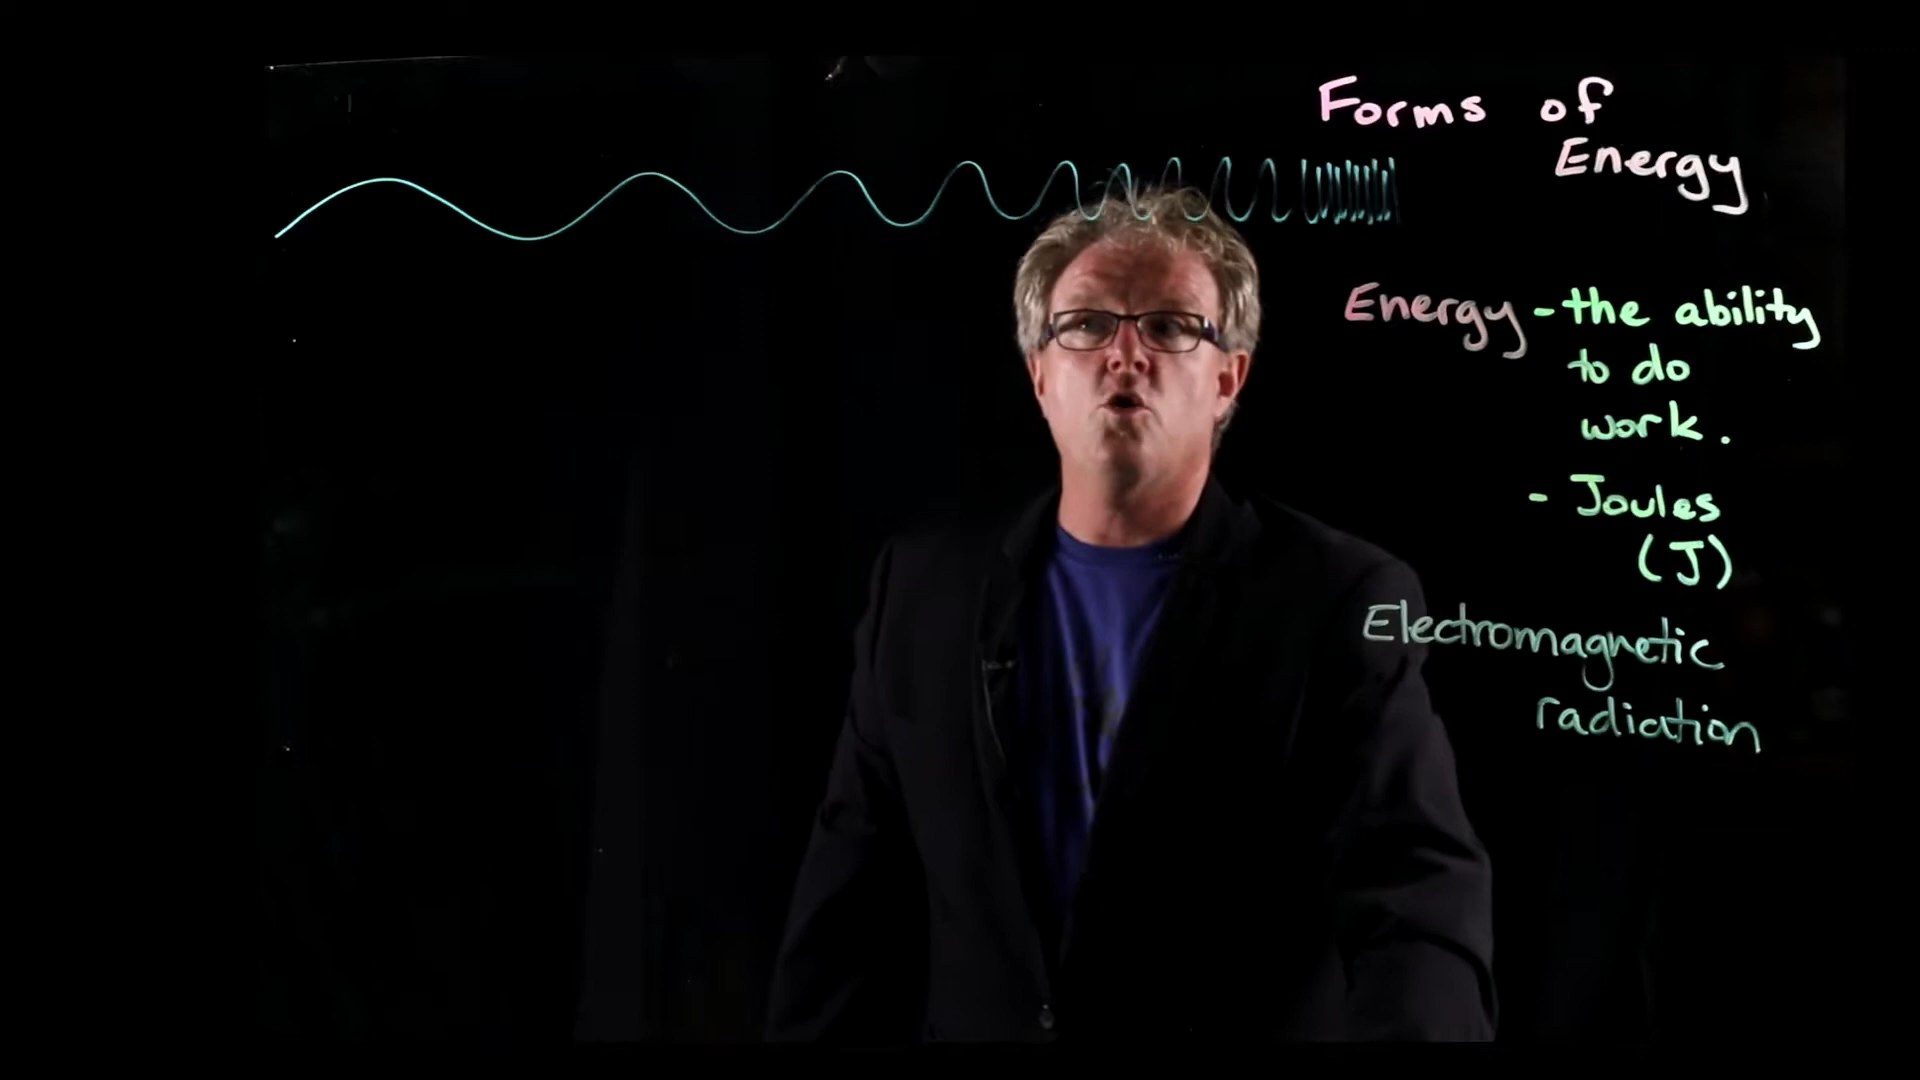 Forms of
Energy
Energy - the ability
to do
work.
- Joules
(J)
Electromagnetic
radiation